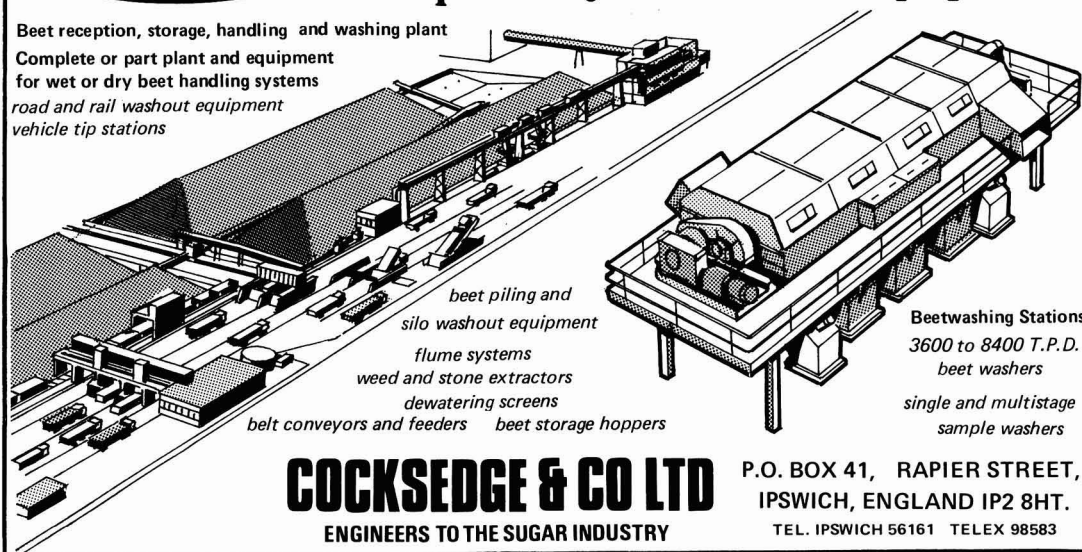 Beet reception, storage, handling and washing plant
Complete or part plant and equipment
for wet or dry beet handling systems
road and rail washout equipment
vehicle tip stations
beet piling and
silo washout equipment
flume systems
weed and stone extractors
dewatering screens
belt conveyors and feeders beet storage hoppers
Beetwashing Stations
3600 to 8400 T.P.D.
beet washers
single and multistage
sample washers
COCKSEDGE & CO LTD
ENGINEERS TO THE SUGAR INDUSTRY
P.O. BOX 41, RAPIER STREET,
IPSWICH, ENGLAND IP2 8HT.
TEL. IPSWICH 56161 TELEX 98583